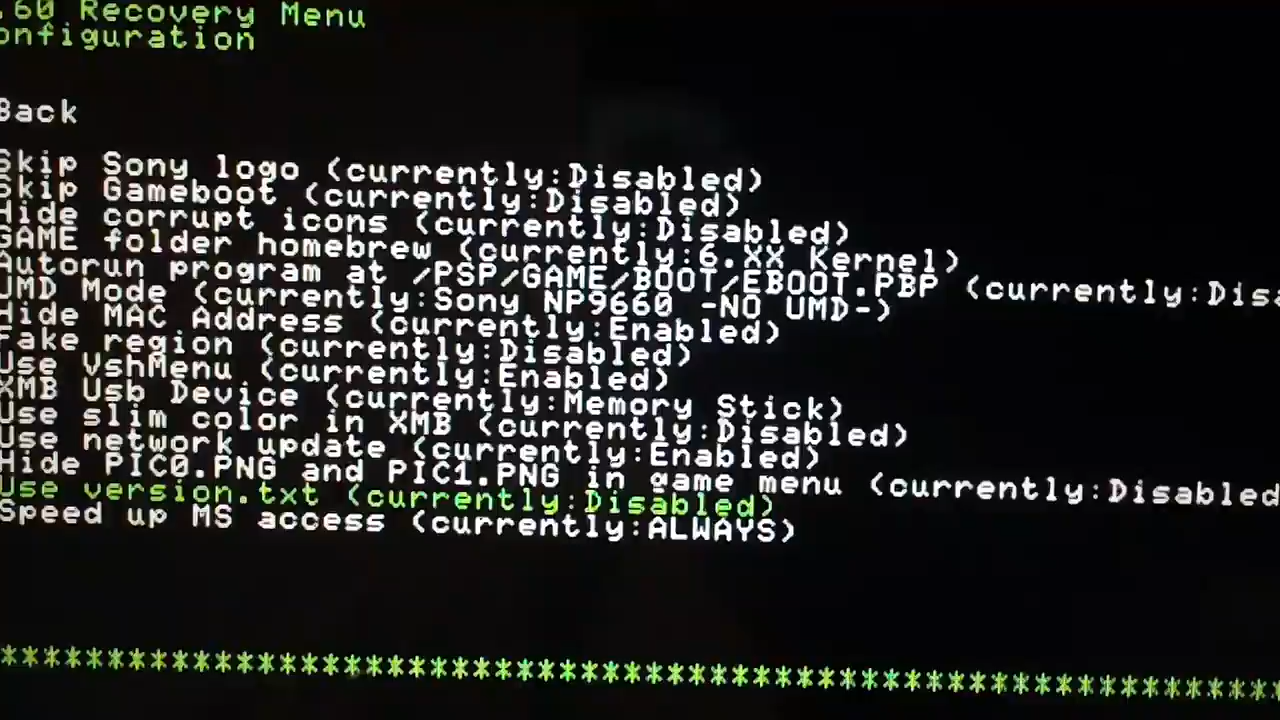 .60 Recovery Menu
onfiguration
Back
Skip Sony logo (currently:Disabled)
Skip Gameboot (currently:Disabled)
Hide corrupt icons (currently:Disabled)
GAME folder homebrew (currently:6.XX Kernel)
Autorun program at /PSP/GAME/BOOT/EBOOT.PBP (currently:Dis
UMD Mode (currently:Sony NP9660 -NO UMD-)
Hide MAC Address (currently:Enabled)
Fake region (currently:Disabled)
Use VshMenu (currently:Enabled)
XMB Usb Device (currently:Memory Stick)
Use slim color in XMB (currently:Disabled)
Use network update (currently:Enabled)
Hide PIC0.PNG and PIC1.PNG in game menu (currently:Disabled
Use version.txt (currently:Disabled)
Speed up MS access (currently:ALWAYS)